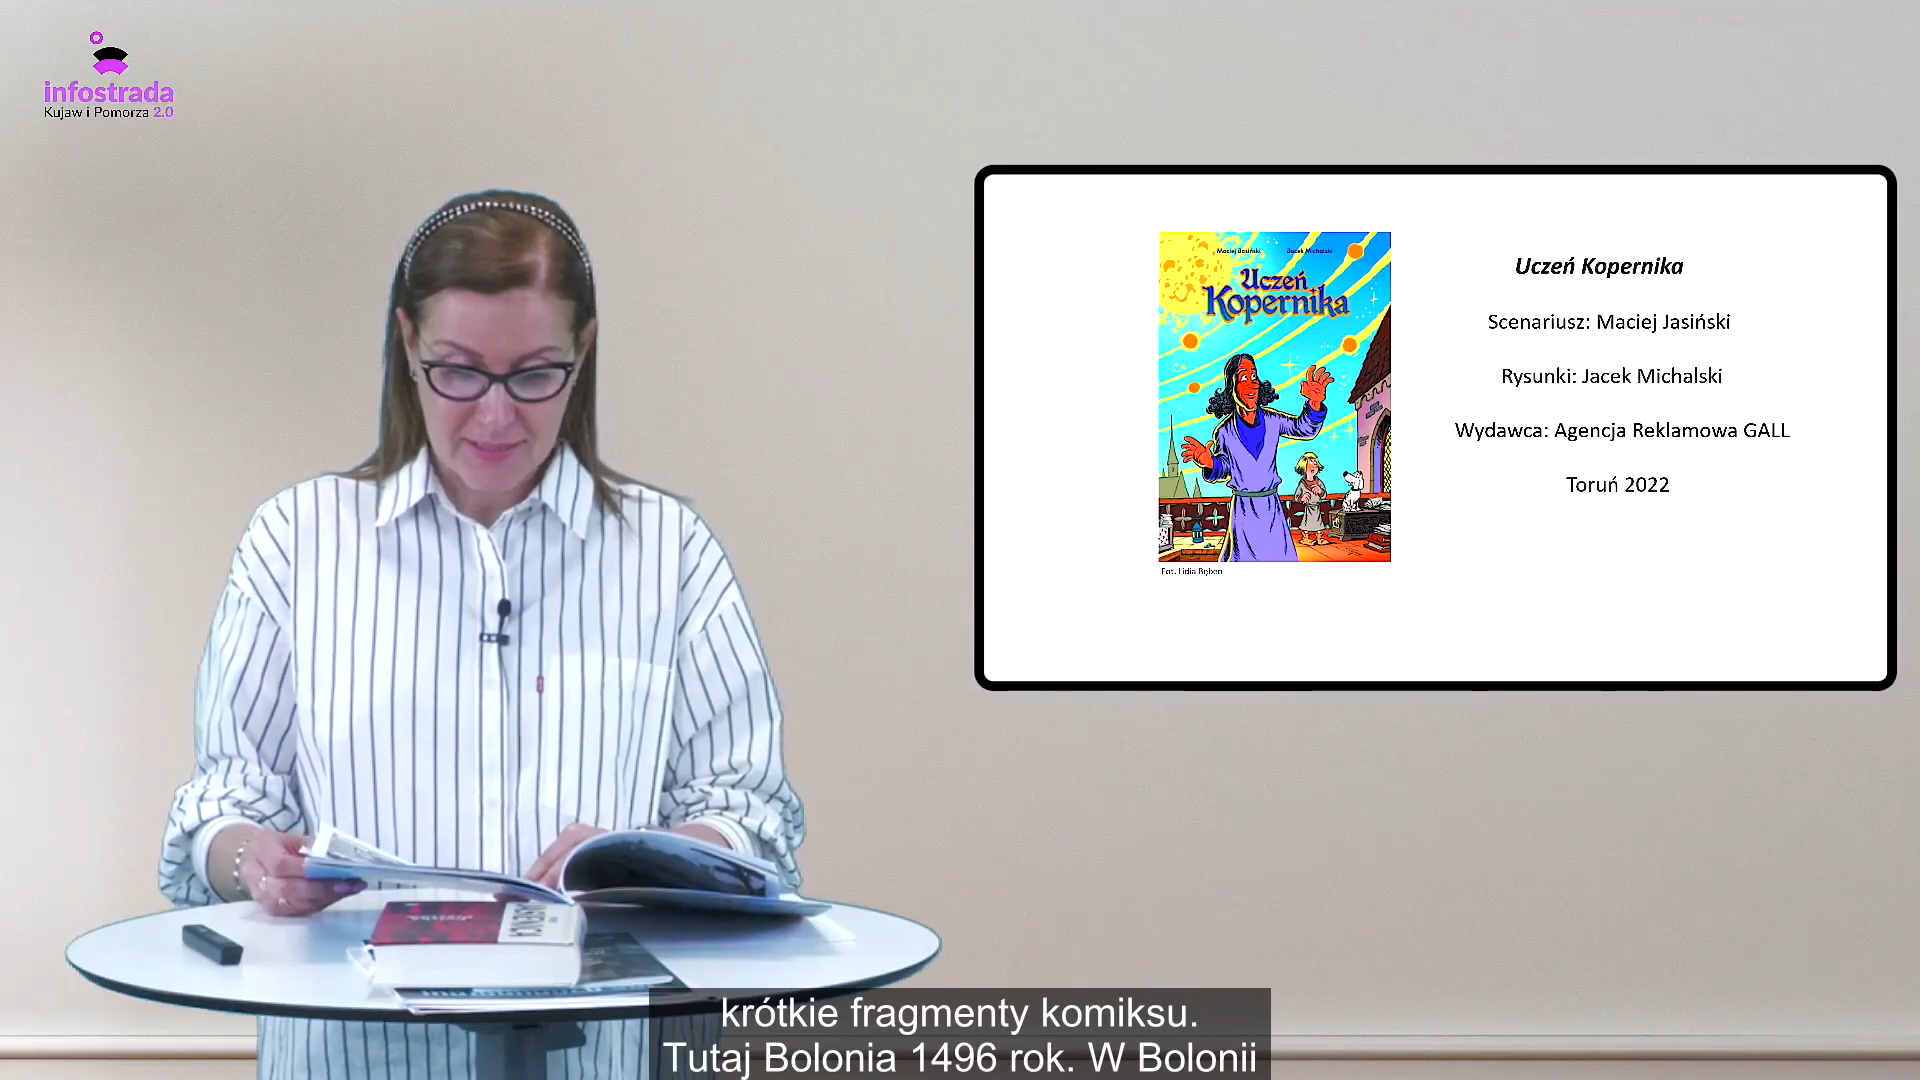 infostrada
Kujaw i Pomorza 2.0
Maciej Jasiński Jacek Michalski
Uczeń
Kopernika
Uczeń Kopernika
Scenariusz: Maciej Jasiński
Rysunki: Jacek Michalski
Wydawca: Agencja Reklamowa GALL
Toruń 2022
Fot. Lidia Bęben
krótkie fragmenty komiksu.
Tutaj Bolonia 1496 rok. W Bolonii